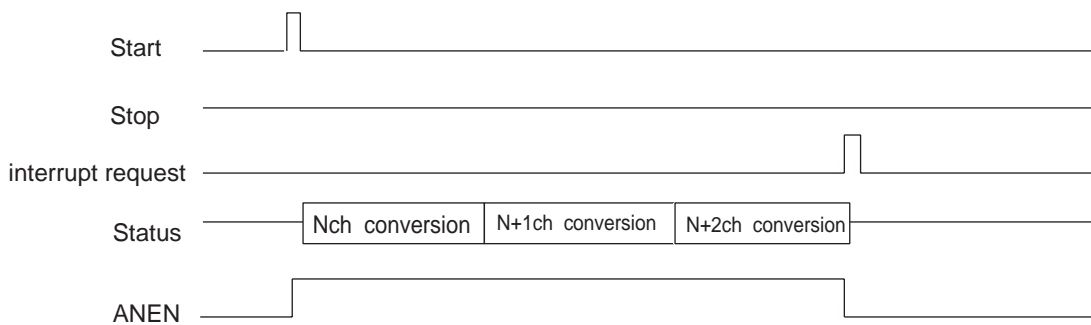 Start
Stop
interrupt request
Status
Nch conversion
N+1ch conversion
N+2ch conversion
ANEN